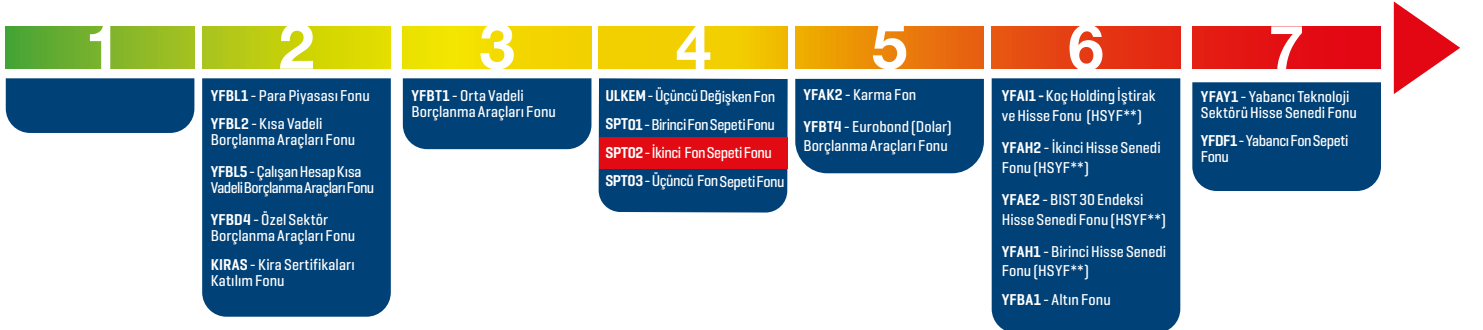 1
2
3
4
5
6
7
YFBL1 - Para Piyasası Fonu
YFBL2 - Kısa Vadeli
Borçlanma Araçları Fonu
YFBL5 - Çalışan Hesap Kısa
Vadeli Borçlanma Araçları Fonu
YFBD4 - Özel Sektör
Borçlanma Araçları Fonu
KIRAS - Kira Sertifikaları
Katılım Fonu
YFBT1 - Orta Vadeli
Borçlanma Araçları Fonu
ULKEM - Üçüncü Değişken Fon
SPT01 - Birinci Fon Sepeti Fonu
SPT02 - İkinci Fon Sepeti Fonu
SPT03 - Üçüncü Fon Sepeti Fonu
YFAK2 - Karma Fon
YFBT4 - Eurobond (Dolar)
Borçlanma Araçları Fonu
YFAI1 - Koç Holding İştirak
ve Hisse Fonu (HSYF**)
YFAH2 - İkinci Hisse Senedi
Fonu (HSYF**)
YFAE2 - BIST 30 Endeksi
Hisse Senedi Fonu (HSYF**)
YFAH1 - Birinci Hisse Senedi
Fonu (HSYF**)
YFBA1 - Altın Fonu
YFAY1 - Yabancı Teknoloji
Sektörü Hisse Senedi Fonu
YFDF1 - Yabancı Fon Sepeti
Fonu